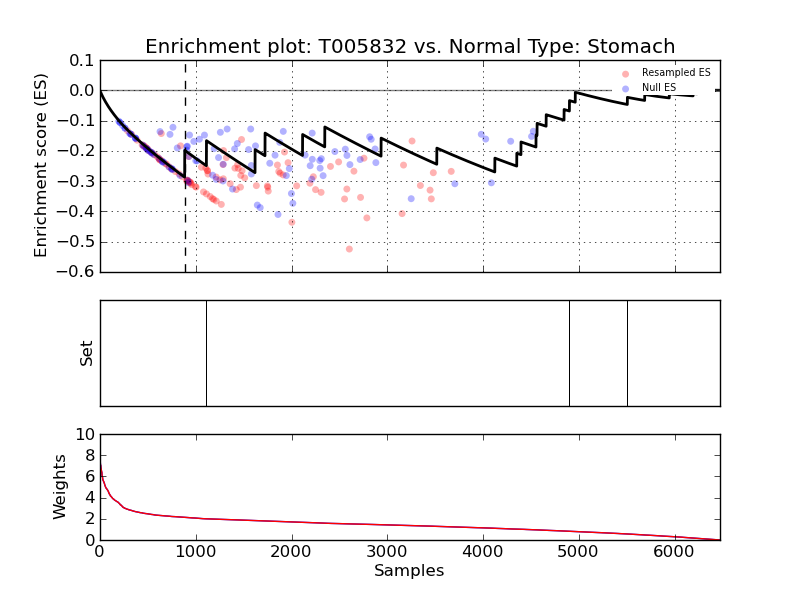 Enrichment plot: T005832 vs. Normal Type: Stomach
Enrichment score (ES)
0.1
0.0
−0.1
−0.2
−0.3
−0.4
−0.5
−0.6
Resampled ES
Null ES
Set
Weights
10
8
6
4
2
0
0 1000 2000 3000 4000 5000 6000
Samples